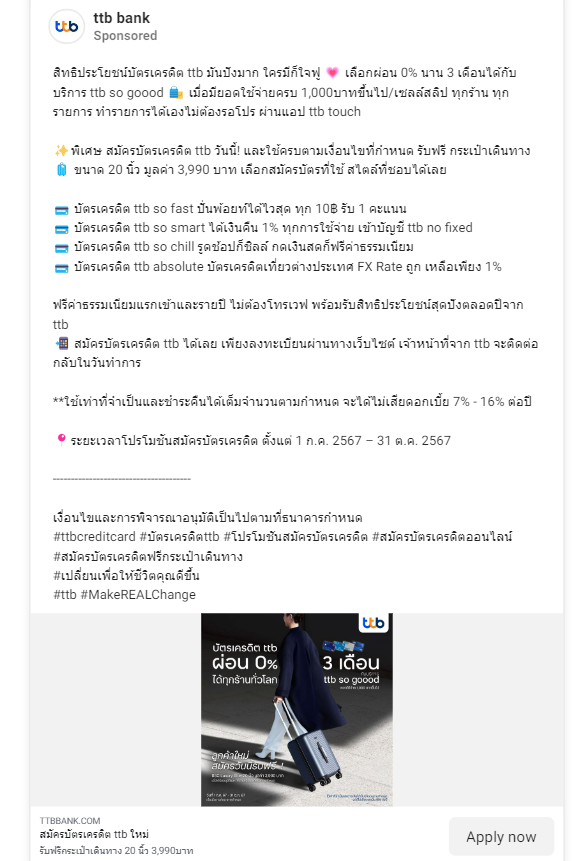 ttb
ttb bank
Sponsored
สิทธิประโยชน์บัตรเครดิต ttb มันปังมาก ใครมีก็ใจฟู 💗 เลือกผ่อน 0% นาน 3 เดือนได้กับ
บริการ ttb so goood 🛍️ เมื่อมียอดใช้จ่ายครบ 1,000บาทขึ้นไป/เซลล์สลิป ทุกร้าน ทุก
รายการ ทำรายการได้เองไม่ต้องรอโปร ผ่านแอป ttb touch
✨พิเศษ สมัครบัตรเครดิต ttb วันนี้! และใช้ครบตามเงื่อนไขที่กำหนด รับฟรี กระเป๋าเดินทาง
🧳 ขนาด 20 นิ้ว มูลค่า 3,990 บาท เลือกสมัครบัตรที่ใช้ สไตล์ที่ชอบได้เลย
💳 บัตรเครดิต ttb so fast ปั่นพ้อยท์ได้ไวสุด ทุก 10฿ รับ 1 คะแนน
💳 บัตรเครดิต ttb so smart ได้เงินคืน 1% ทุกการใช้จ่าย เข้าบัญชี ttb no fixed
💳 บัตรเครดิต ttb so chill รูดช้อปก็ชิลล์ กดเงินสดก็ฟรีค่าธรรมเนียม
💳 บัตรเครดิต ttb absolute บัตรเครดิตเที่ยวต่างประเทศ FX Rate ถูก เหลือเพียง 1%
ฟรีค่าธรรมเนียมแรกเข้าและรายปี ไม่ต้องโทรเวฟ พร้อมรับสิทธิประโยชน์สุดปังตลอดปีจาก
ttb
📲 สมัครบัตรเครดิต ttb ได้เลย เพียงลงทะเบียนผ่านทางเว็บไซต์ เจ้าหน้าที่จาก ttb จะติดต่อ
กลับในวันทำการ
**ใช้เท่าที่จำเป็นและชำระคืนได้เต็มจำนวนตามกำหนด จะได้ไม่เสียดอกเบี้ย 7% - 16% ต่อปี
📍ระยะเวลาโปรโมชันสมัครบัตรเครดิต ตั้งแต่ 1 ก.ค. 2567 – 31 ต.ค. 2567
--------------------------------------
เงื่อนไขและการพิจารณาอนุมัติเป็นไปตามที่ธนาคารกำหนด
#ttbcreditcard #บัตรเครดิตttb #โปรโมชันสมัครบัตรเครดิต #สมัครบัตรเครดิตออนไลน์
#สมัครบัตรเครดิตฟรีกระเป๋าเดินทาง
#เปลี่ยนเพื่อให้ชีวิตคุณดีขึ้น
#ttb #MakeREALChange
ttb
บัตรเครดิต ttb
ผ่อน 0% 3 เดือน
ได้ทุกร้านทั่วโลก ttb so goood
ลูกค้าใหม่
สมัครวันนี้รับฟรี !
TTBBANK.COM
สมัครบัตรเครดิต ttb ใหม่
รับฟรีกระเป๋าเดินทาง 20 นิ้ว 3,990บาท
Apply now